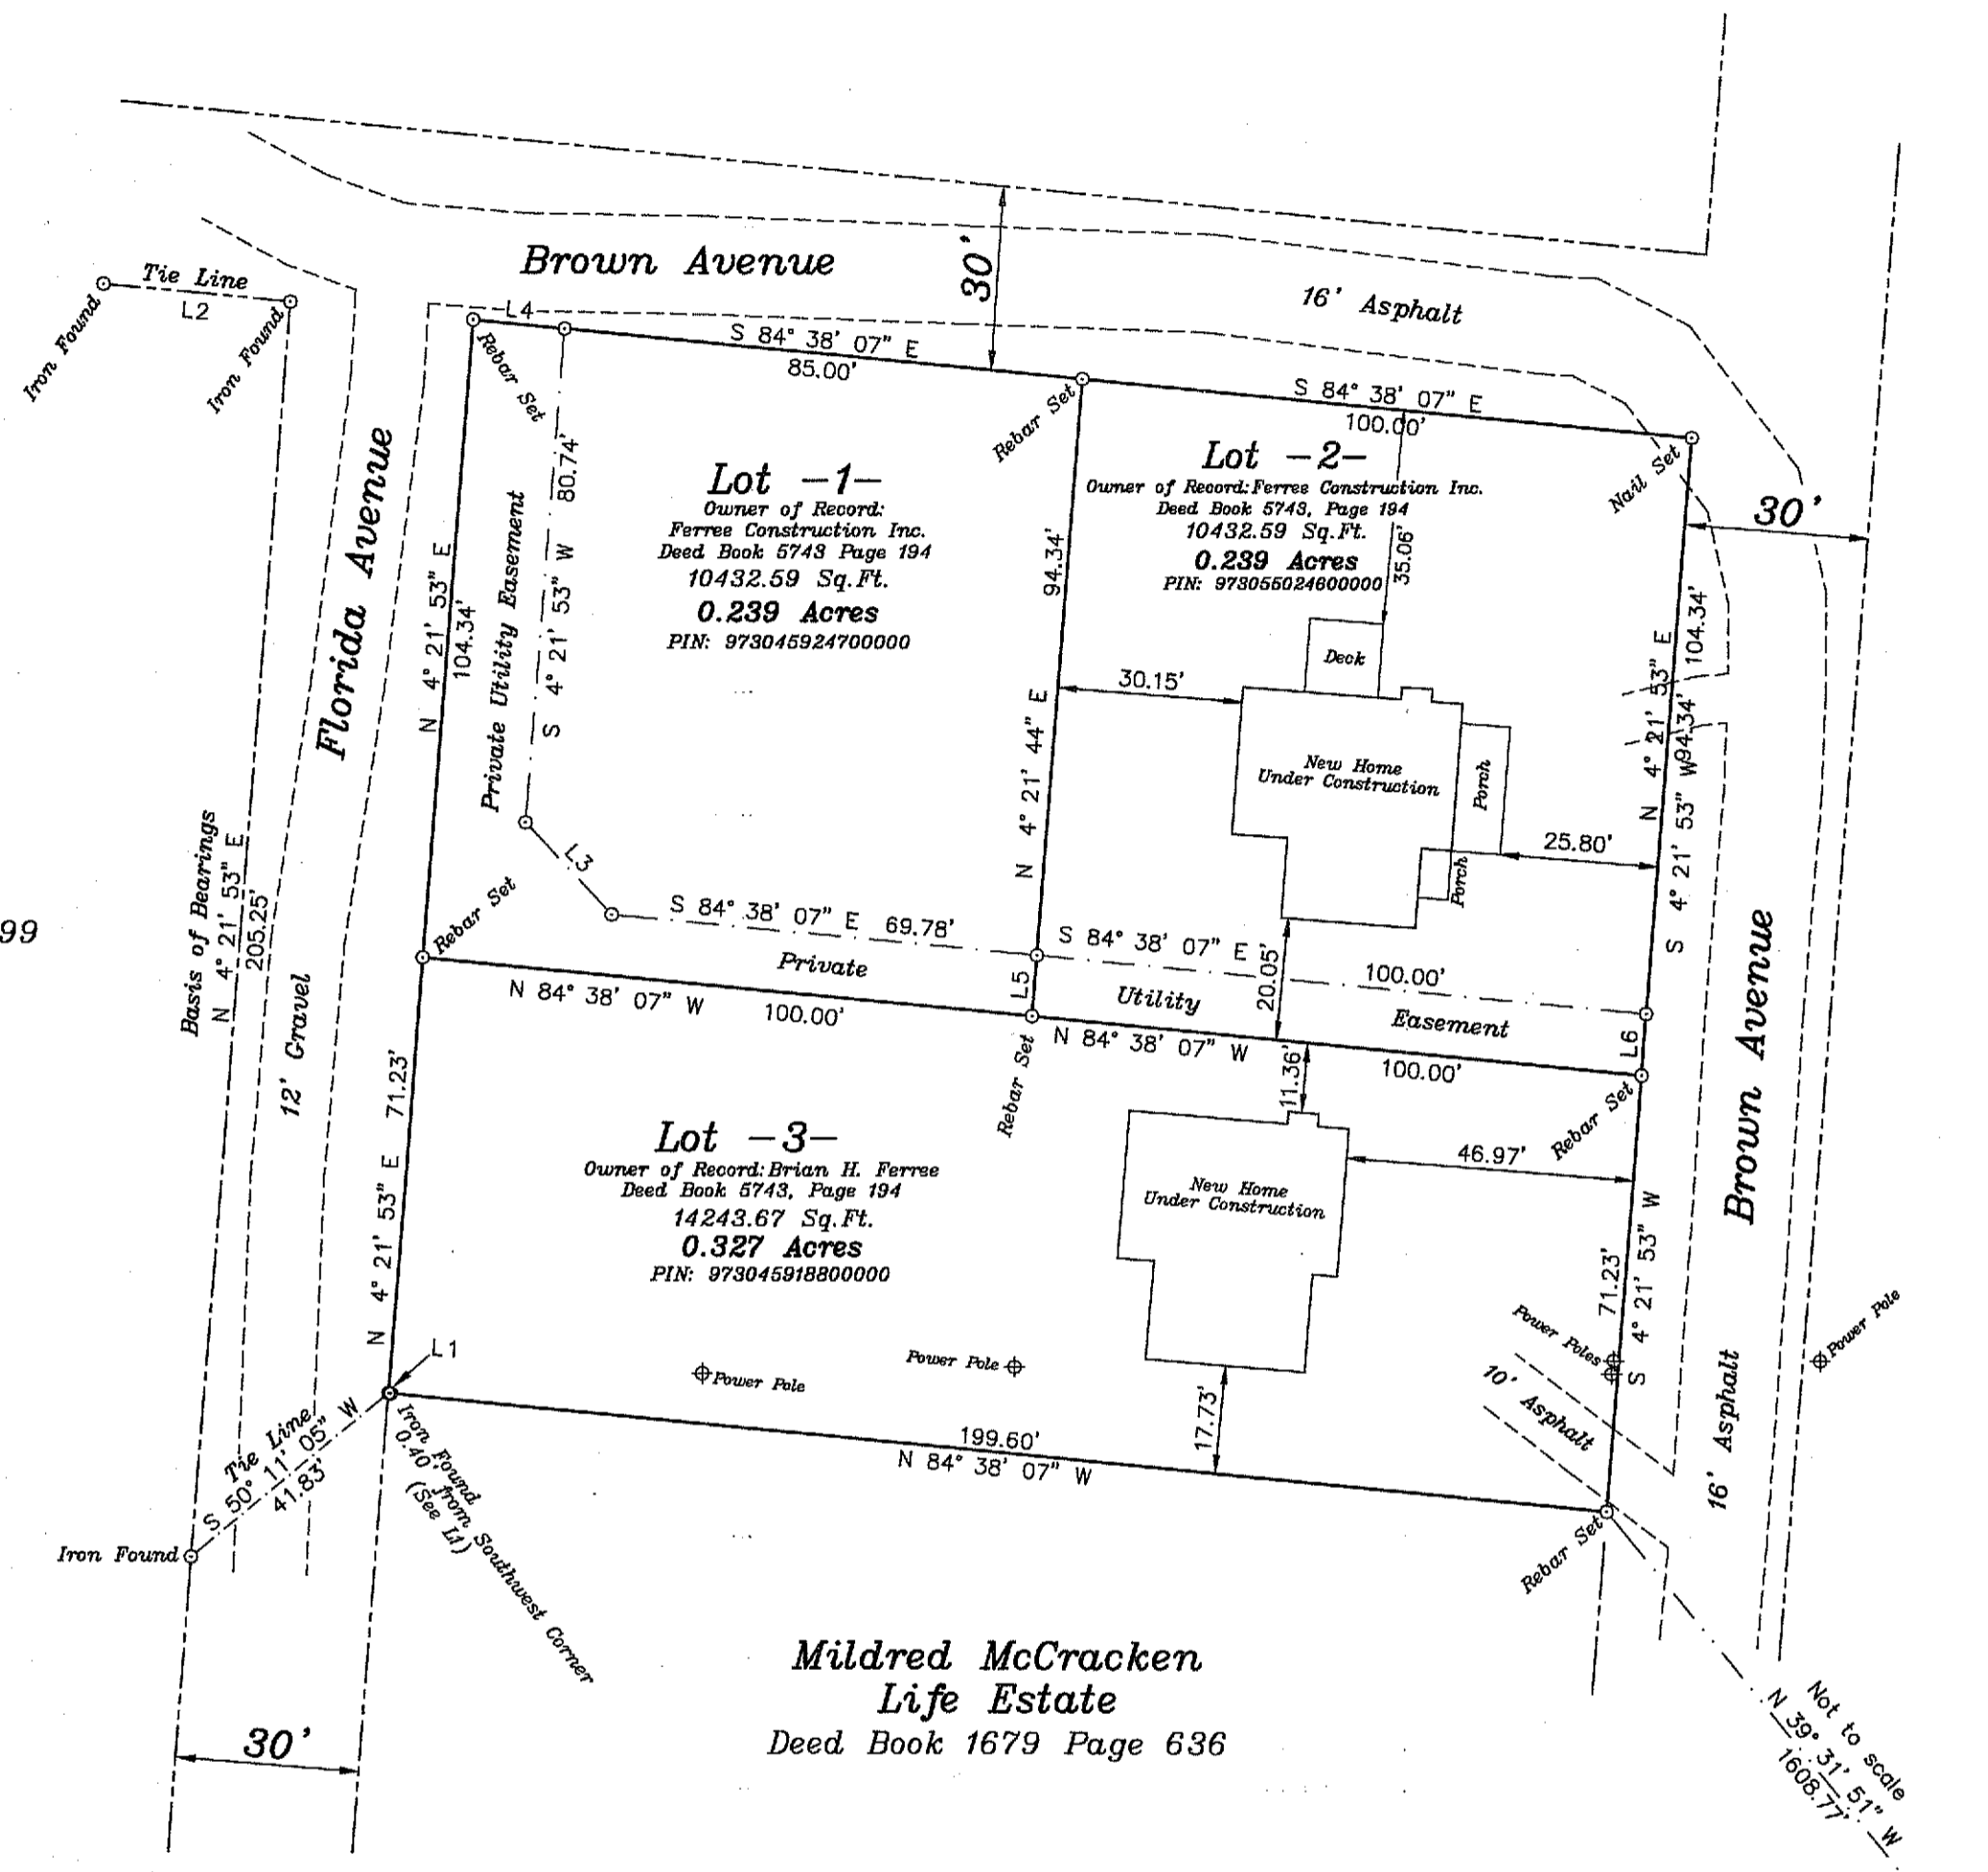 Brown Avenue
30'
16' Asphalt
Tie Line
L2
Iron Found
Iron Found
L4
S 84° 38' 07" E
85.00'
S 84° 38' 07" E
100.00'
Rebar Set
Rebar Set
Nail Set
30'
Florida Avenue
N 4° 21' 53" E
104.34'
Private Utility Easement
80.74'
S 4° 21' 53" W
Lot -1-
Owner of Record:
Ferree Construction Inc.
Deed Book 5743 Page 194
10432.59 Sq.Ft.
0.239 Acres
PIN: 973045924700000
94.34'
N 4° 21' 44" E
Lot -2-
Owner of Record: Ferree Construction Inc.
Deed Book 5743, Page 194
10432.59 Sq.Ft.
0.239 Acres
PIN: 973055024600000
35.06'
Deck
30.15'
New Home
Under Construction
Porch
Porch
25.80'
N 4° 21' 53" E
104.34'
S 4° 21' 53" W
94.34'
L3
S 84° 38' 07" E 69.78'
S 84° 38' 07" E
100.00'
20.05'
Private
Utility
Easement
L5
L6
Rebar Set
N 84° 38' 07" W
100.00'
N 84° 38' 07" W
100.00'
Rebar Set
Rebar Set
99
Basis of Bearings
N 4° 21' 53" E
205.25'
12' Gravel
Brown Avenue
16' Asphalt
N 4° 21' 53" E 71.23'
Lot -3-
Owner of Record: Brian H. Ferree
Deed Book 5743, Page 194
14243.67 Sq.Ft.
0.327 Acres
PIN: 973045918800000
11.36'
New Home
Under Construction
46.97'
71.23'
S 4° 21' 53" W
Power Poles
Power Pole
Power Pole
Power Pole
10' Asphalt
17.73'
L1
199.60'
N 84° 38' 07" W
Tie Line
S 50° 11' 05" W
41.83'
Iron Found
Iron Found
0.40' from Southwest Corner
(See L1)
Rebar Set
Mildred McCracken
Life Estate
Deed Book 1679 Page 636
30'
Not to scale
N 39° 31' 51" W
1608.77'